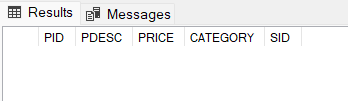 Results Messages
PID PDESC PRICE CATEGORY SID